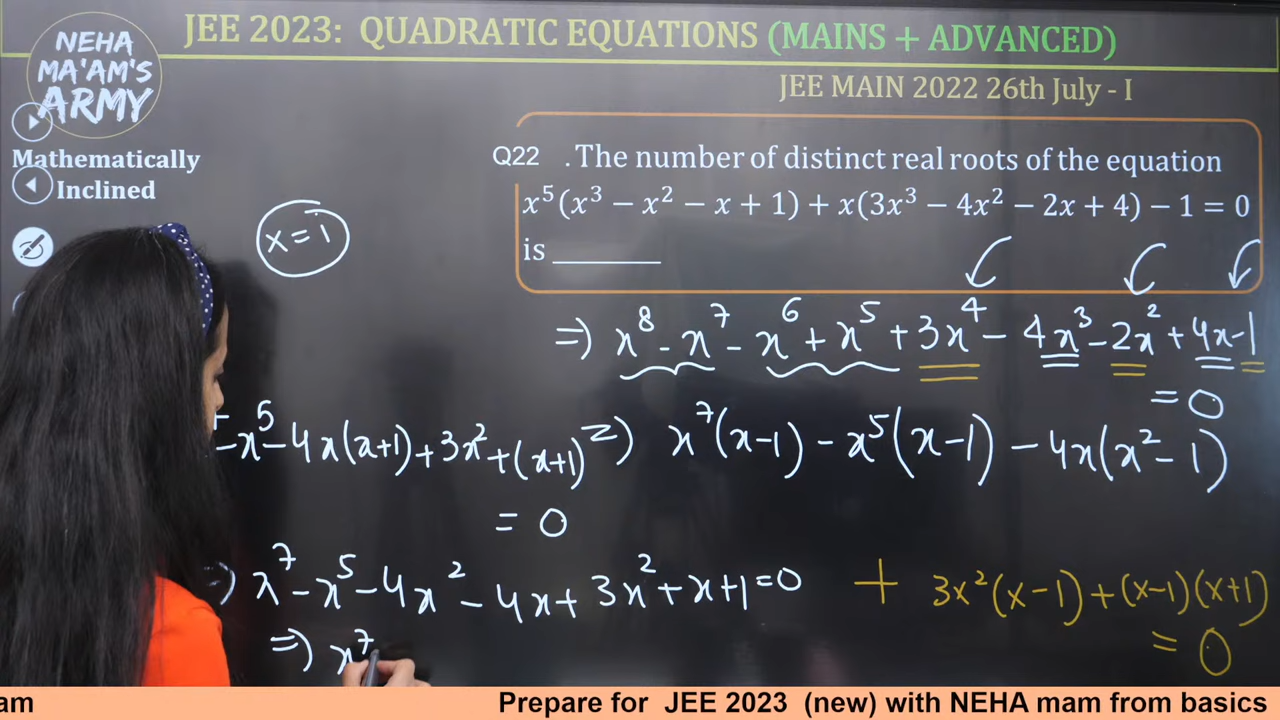 JEE 2023: QUADRATIC EQUATIONS (MAINS + ADVANCED)
NEHA
MA'AM'S
ARMY
JEE MAIN 2022 26th July - I
Mathematically
Inclined
Q22 . The number of distinct real roots of the equation
x⁵(x³ − x² − x + 1) + x(3x³ − 4x² − 2x + 4) − 1 = 0
is ________
x = 1
⇒) x⁸ - x⁷ - x⁶ + x⁵ + 3x⁴ - 4x³ - 2x² + 4x - 1
= 0
⇒) x⁷(x-1) - x⁵(x-1) - 4x(x²-1)
+ 3x²(x-1) + (x-1)(x+1)
= 0
- x⁵ - 4x(x+1) + 3x² + (x+1)
= 0
⇒) x⁷ - x⁵ - 4x² - 4x + 3x² + x + 1 = 0
⇒) x⁷
am Prepare for JEE 2023 (new) with NEHA mam from basics